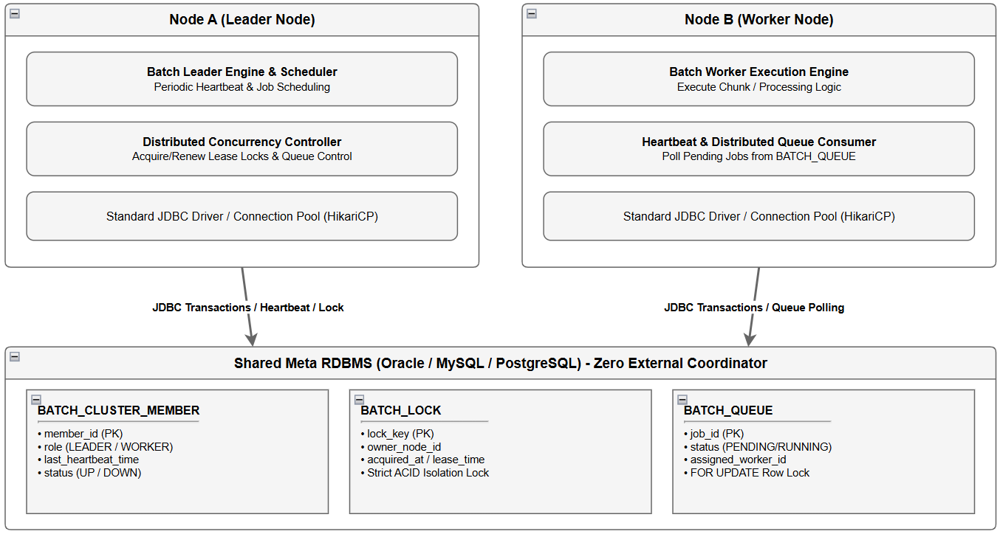 Node A (Leader Node)
Batch Leader Engine & Scheduler
Periodic Heartbeat & Job Scheduling
Distributed Concurrency Controller
Acquire/Renew Lease Locks & Queue Control
Standard JDBC Driver / Connection Pool (HikariCP)
Node B (Worker Node)
Batch Worker Execution Engine
Execute Chunk / Processing Logic
Heartbeat & Distributed Queue Consumer
Poll Pending Jobs from BATCH_QUEUE
Standard JDBC Driver / Connection Pool (HikariCP)
JDBC Transactions / Heartbeat / Lock
JDBC Transactions / Queue Polling
Shared Meta RDBMS (Oracle / MySQL / PostgreSQL) - Zero External Coordinator
BATCH_CLUSTER_MEMBER
• member_id (PK)
• role (LEADER / WORKER)
• last_heartbeat_time
• status (UP / DOWN)
BATCH_LOCK
• lock_key (PK)
• owner_node_id
• acquired_at / lease_time
• Strict ACID Isolation Lock
BATCH_QUEUE
• job_id (PK)
• status (PENDING/RUNNING)
• assigned_worker_id
• FOR UPDATE Row Lock